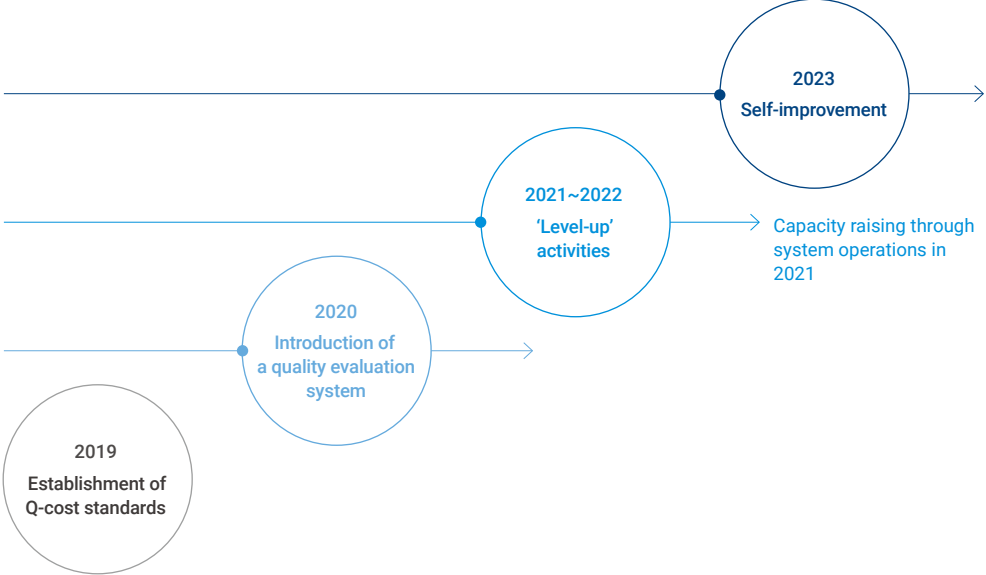 2023
Self-improvement
2021~2022
‘Level-up’
activities
Capacity raising through
system operations in
2021
2020
Introduction of
a quality evaluation
system
2019
Establishment of
Q-cost standards